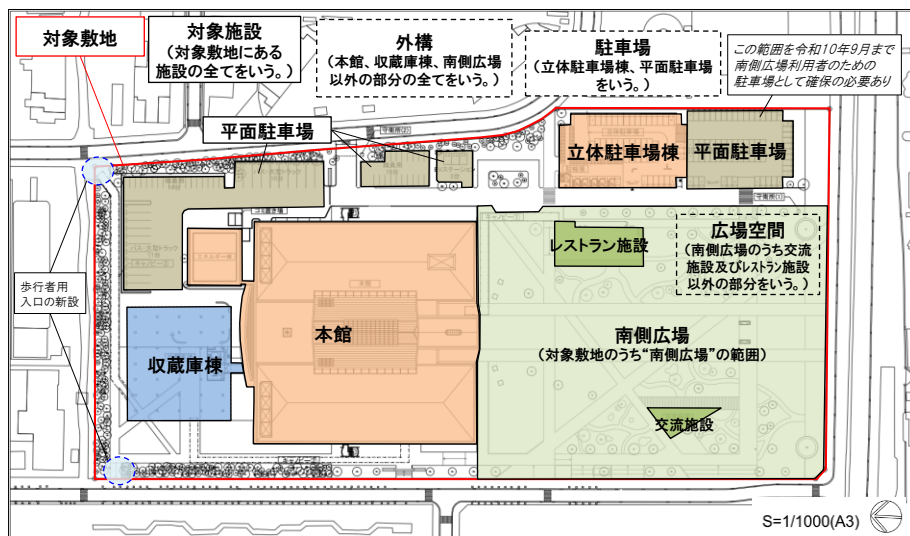 対象敷地
対象施設
(対象敷地にある
施設の全てをいう。)
外構
(本館、収蔵庫棟、南側広場
以外の部分の全てをいう。)
駐車場
(立体駐車場棟、平面駐車場
をいう。)
この範囲を令和10年9月まで
南側広場利用者のための
駐車場として確保の必要あり
平面駐車場
立体駐車場棟
平面駐車場
レストラン施設
広場空間
(南側広場のうち交流
施設及びレストラン施設
以外の部分をいう。)
歩行者用
入口の新設
本館
収蔵庫棟
南側広場
(対象敷地のうち“南側広場”の範囲)
交流施設
S=1/1000(A3)